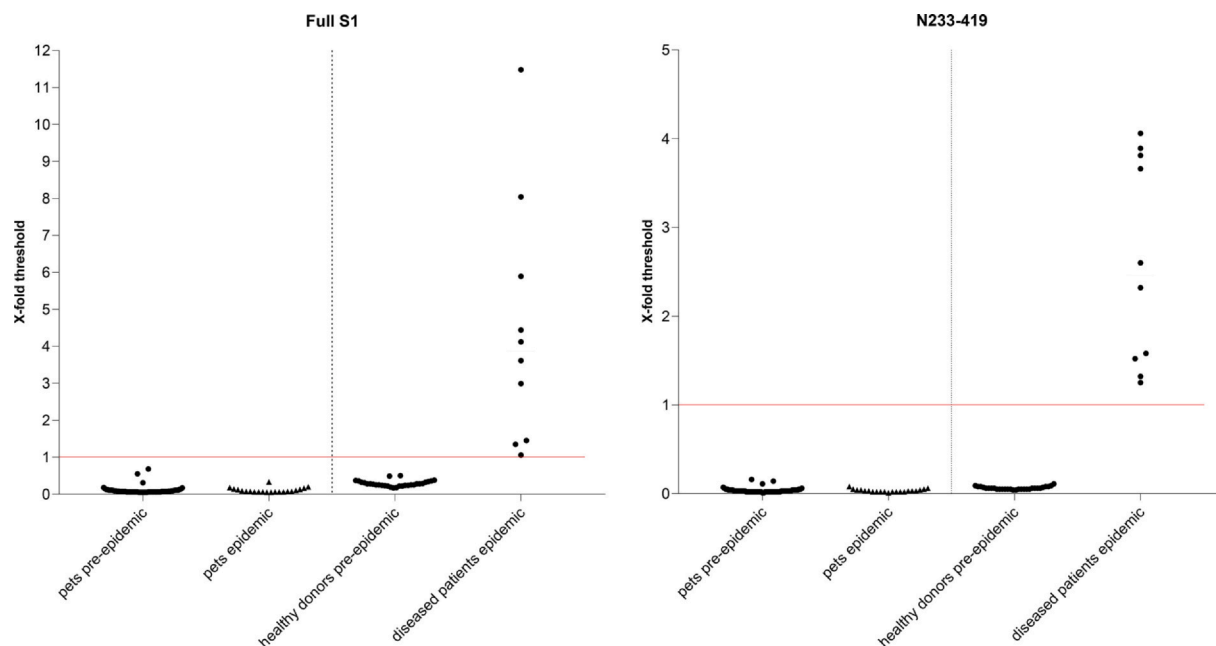 Full S1
X-fold threshold
12
11
10
9
8
7
6
5
4
3
2
1
0
pets pre-epidemic
pets epidemic
healthy donors pre-epidemic
diseased patients epidemic
N233-419
X-fold threshold
5
4
3
2
1
0
pets pre-epidemic
pets epidemic
healthy donors pre-epidemic
diseased patients epidemic